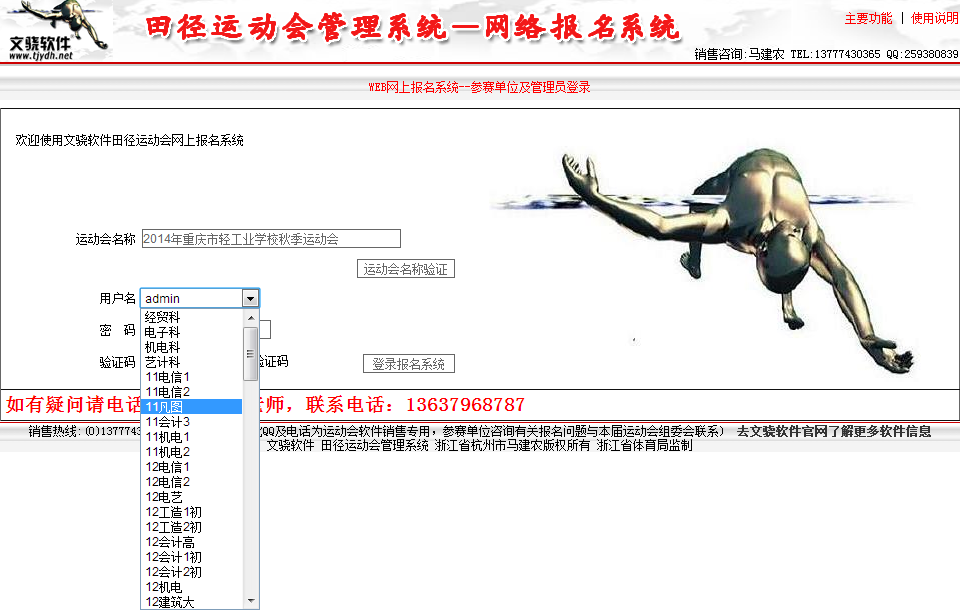 文骁软件
www.tjydh.net
田径运动会管理系统—网络报名系统
主要功能 | 使用说明
销售咨询:马建农 TEL:13777430365 QQ:259380839
WEB网上报名系统--参赛单位及管理员登录
欢迎使用文骁软件田径运动会网上报名系统
运动会名称 2014年重庆市轻工业学校秋季运动会
运动会名称验证
用户名 admin
密 码
验证码
验证码
登录报名系统
经贸科
电子科
机电科
艺计科
11电信1
11电信2
11凡图
11会计3
11机电1
11机电2
12电信1
12电信2
12电艺
12工造1初
12工造2初
12会计高
12会计1初
12会计2初
12机电
12建筑大
如有疑问请电话
师，联系电话：13637968787
销售热线:(0)1377743
QQ及电话为运动会软件销售专用，参赛单位咨询有关报名问题与本届运动会组委会联系) 去文骁软件官网了解更多软件信息
文骁软件 田径运动会管理系统 浙江省杭州市马建农版权所有 浙江省体育局监制